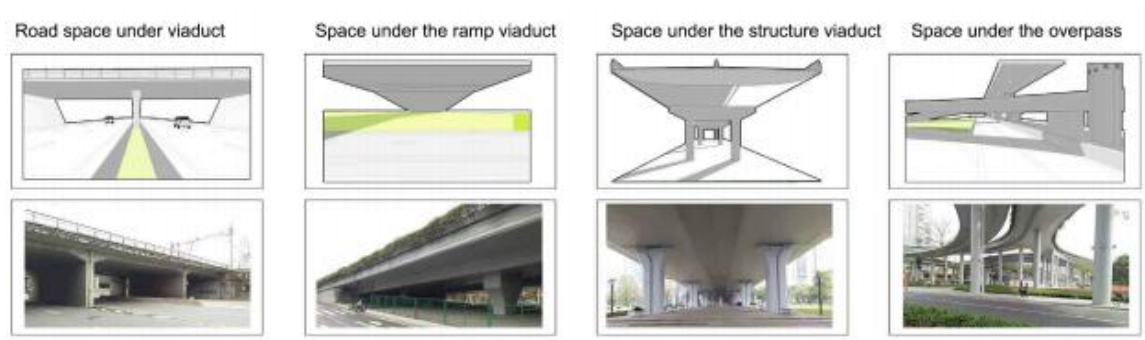 Road space under viaduct
Space under the ramp viaduct
Space under the structure viaduct
Space under the overpass